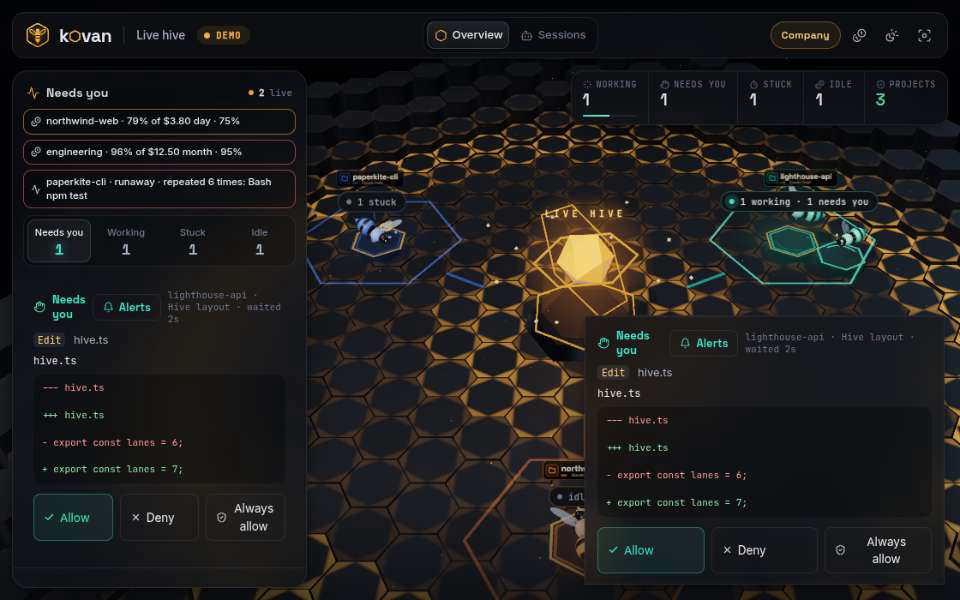 kovan
Live hive
DEMO
Overview
Sessions
Company
Needs you
2 live
northwind-web · 79% of $3.80 day · 75%
engineering · 96% of $12.50 month · 95%
paperkite-cli · runaway · repeated 6 times: Bash
npm test
Needs you
1
Working
1
Stuck
1
Idle
1
Needs
you
Alerts
lighthouse-api ·
Hive layout · waited
2s
Edit hive.ts
hive.ts
--- hive.ts
+++ hive.ts
- export const lanes = 6;
+ export const lanes = 7;
Allow
Deny
Always
allow
WORKING
1
NEEDS YOU
1
STUCK
1
IDLE
1
PROJECTS
3
paperkite-cli
1 stuck
LIVE HIVE
lighthouse-api
1 working · 1 needs you
Needs
you
Alerts
lighthouse-api · Hive layout ·
waited 2s
Edit hive.ts
hive.ts
--- hive.ts
+++ hive.ts
- export const lanes = 6;
+ export const lanes = 7;
Allow
Deny
Always
allow